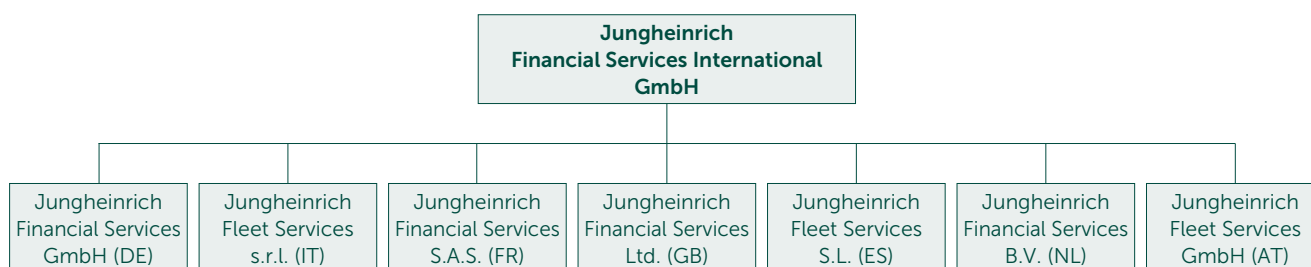 Jungheinrich
Financial Services International
GmbH
Jungheinrich
Financial Services
GmbH (DE)
Jungheinrich
Fleet Services
s.r.l. (IT)
Jungheinrich
Financial Services
S.A.S. (FR)
Jungheinrich
Financial Services
Ltd. (GB)
Jungheinrich
Fleet Services
S.L. (ES)
Jungheinrich
Financial Services
B.V. (NL)
Jungheinrich
Fleet Services
GmbH (AT)